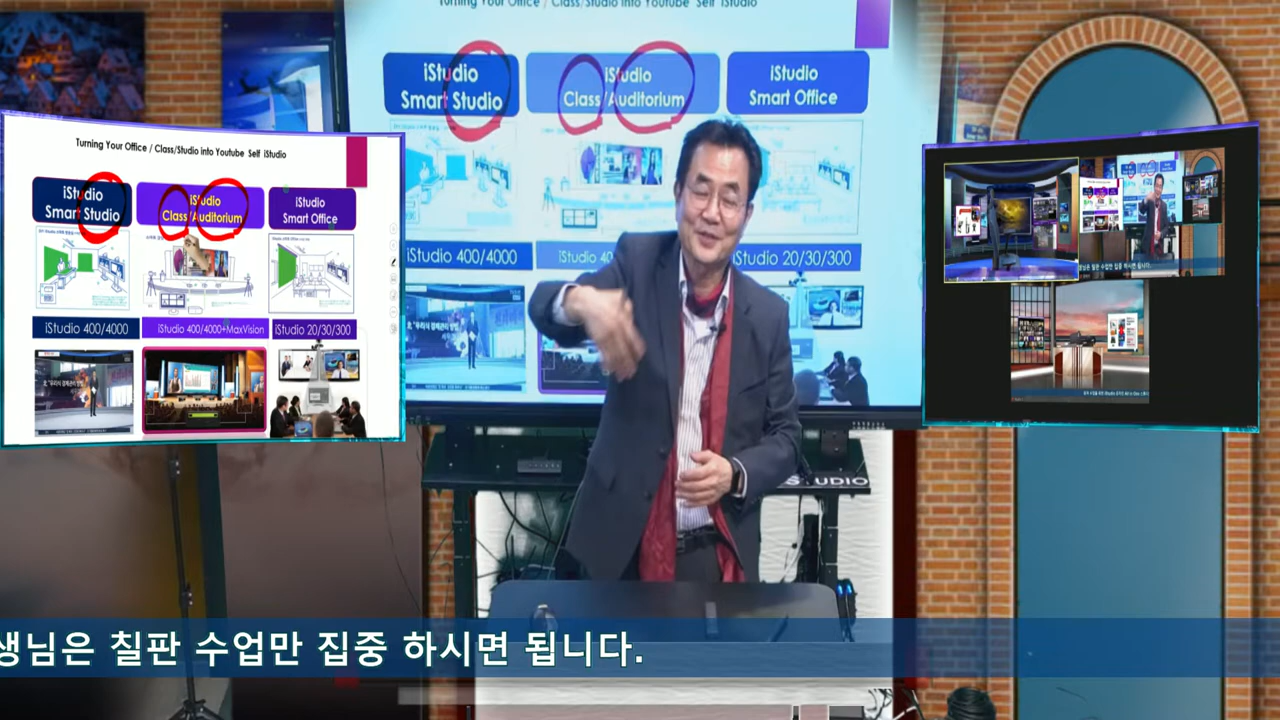 Turning Your Office / Class/Studio into Youtube Self iStudio
iStudio
Smart Studio
iStudio
Class/Auditorium
iStudio
Smart Office
iStudio 400/4000
iStudio 40
iStudio 20/30/300
Turning Your Office / Class/Studio into Youtube Self iStudio
iStudio
Smart Studio
iStudio
Class/Auditorium
iStudio
Smart Office
iStudio 400/4000
iStudio 400/4000+MaxVision
iStudio 20/30/300
STUDIO
생님은 칠판 수업만 집중 하시면 됩니다.